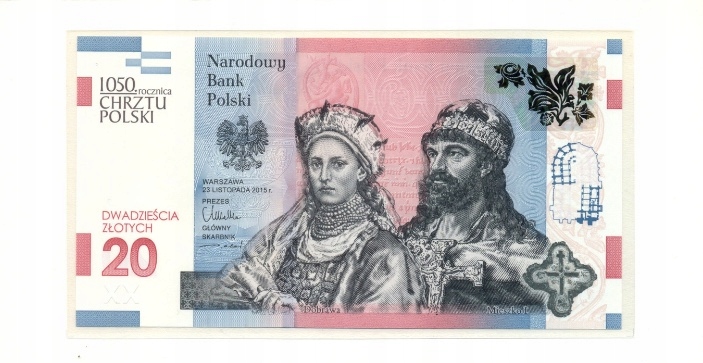 1050. rocznica
CHRZTU
POLSKI
Narodowy
Bank
Polski
WARSZAWA
23 LISTOPADA 2015 r.
PREZES
GŁÓWNY
SKARBNIK
DWADZIEŚCIA
ZŁOTYCH
20
XX
Dobrawa
Mieszko I